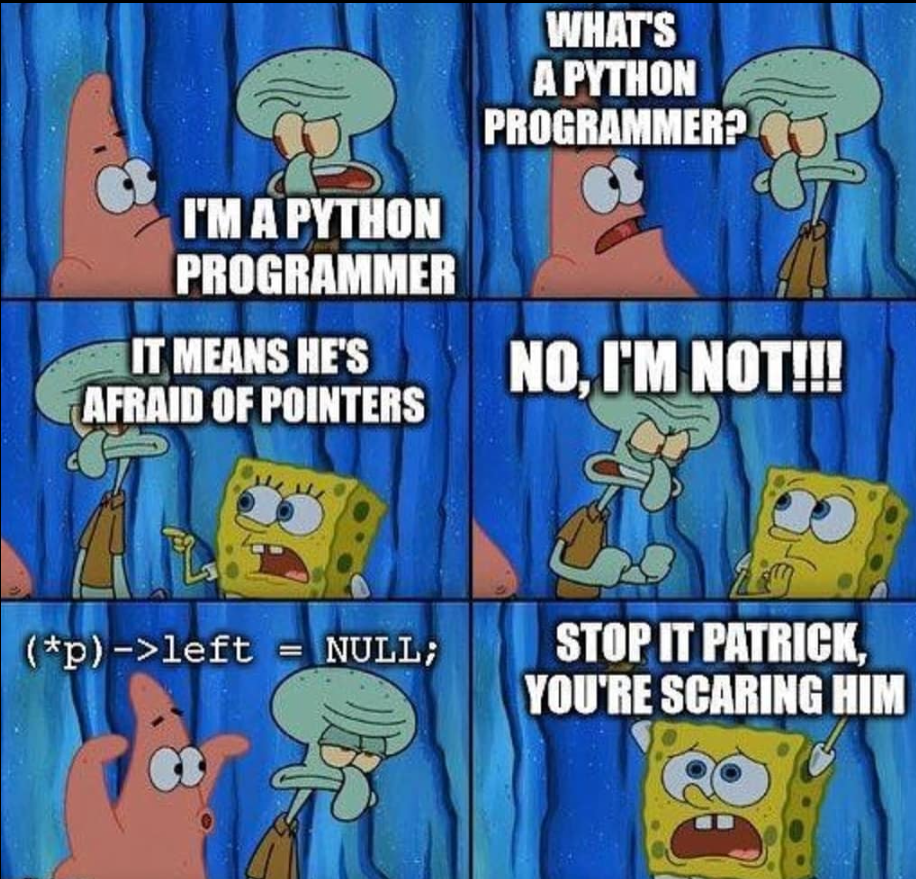 I'M A PYTHON
PROGRAMMER
WHAT'S
A PYTHON
PROGRAMMER?
IT MEANS HE'S
AFRAID OF POINTERS
NO, I'M NOT!!!
(*p)->left = NULL;
STOP IT PATRICK,
YOU'RE SCARING HIM